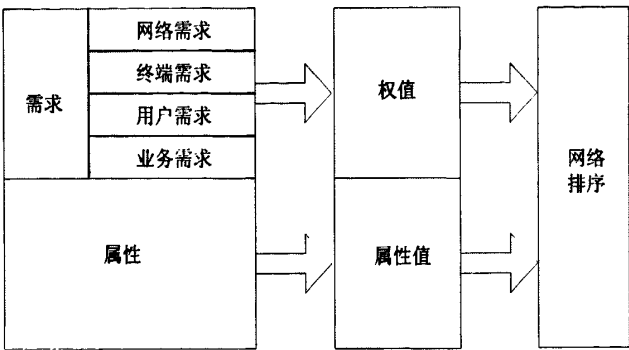 需求
网络需求
终端需求
用户需求
业务需求
属性
权值
属性值
网络
排序